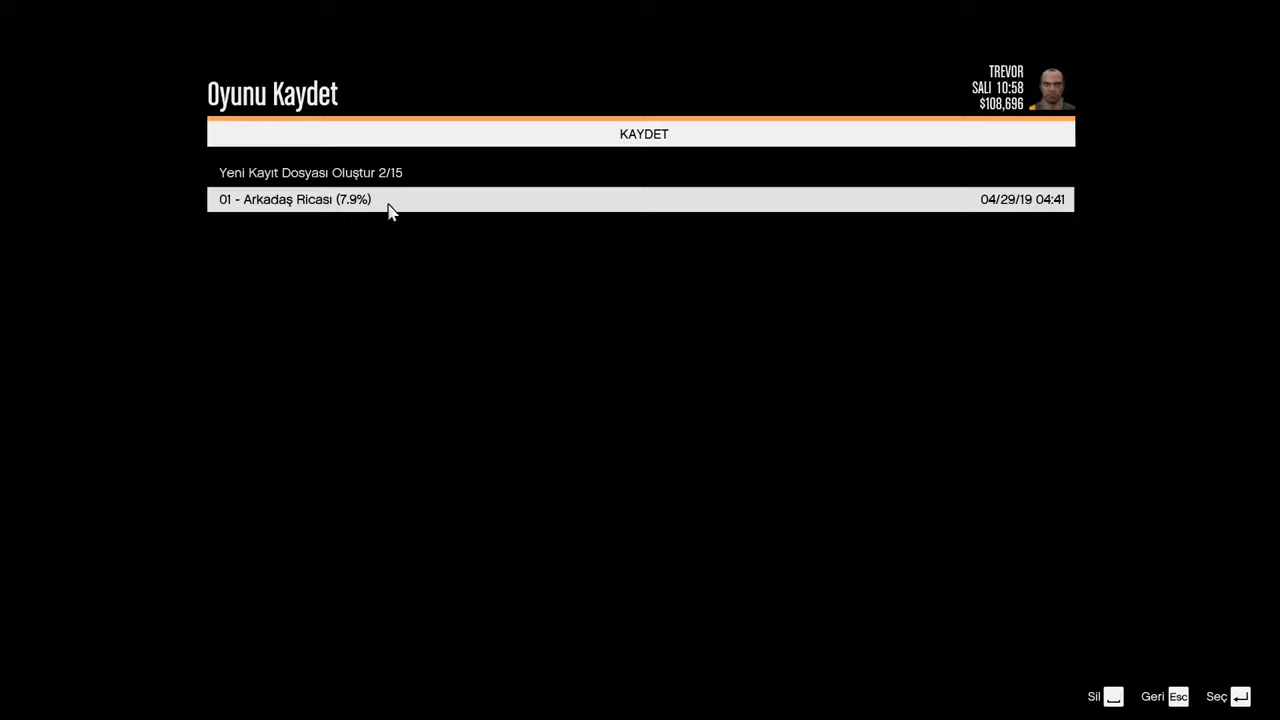 Oyunu Kaydet
TREVOR
SALI 10:58
$108,696
KAYDET
Yeni Kayıt Dosyası Oluştur 2/15
01 - Arkadaş Ricası (7.9%) 04/29/19 04:41
Sil Geri Esc Seç